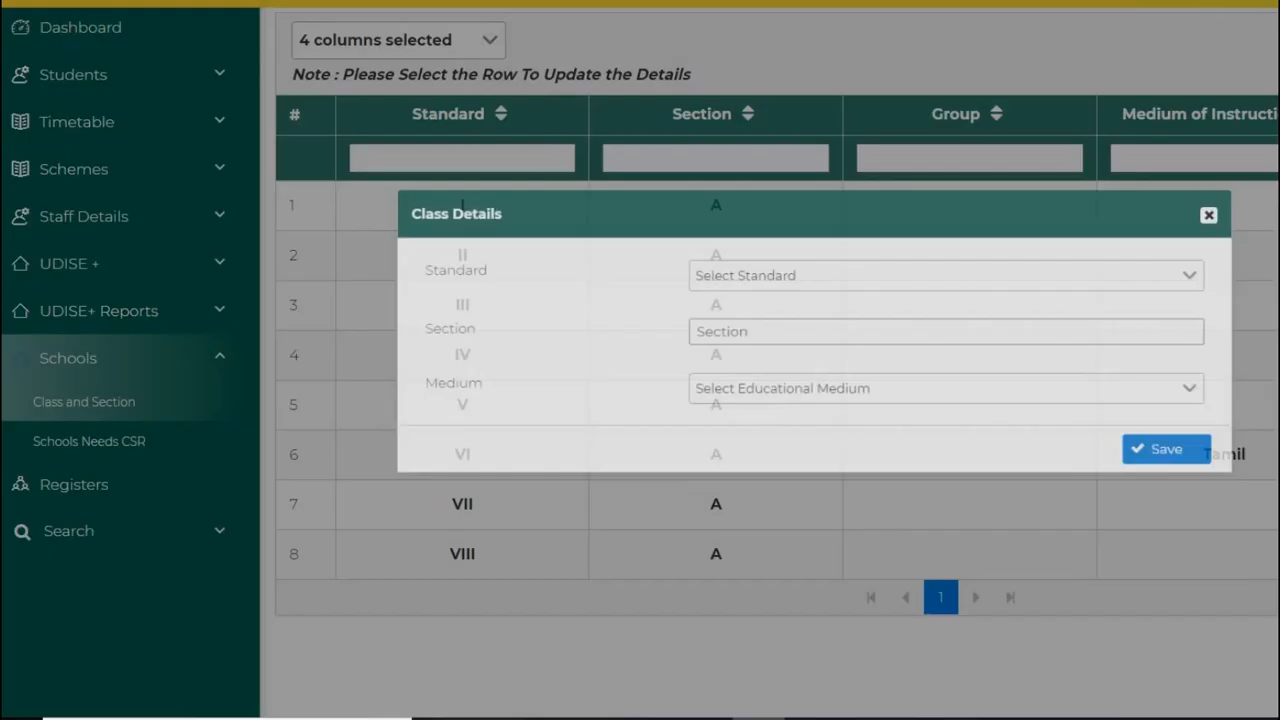 Dashboard
Students
Timetable
Schemes
Staff Details
UDISE +
UDISE+ Reports
Schools
Class and Section
Schools Needs CSR
Registers
Search
4 columns selected
Note : Please Select the Row To Update the Details
# Standard Section Group Medium of Instructi
1 I A
2 II A
3 III A
4 IV A
5 V A
6 VI A Tamil
7 VII A
8 VIII A
1
Class Details
Standard Select Standard
Section Section
Medium Select Educational Medium
Save